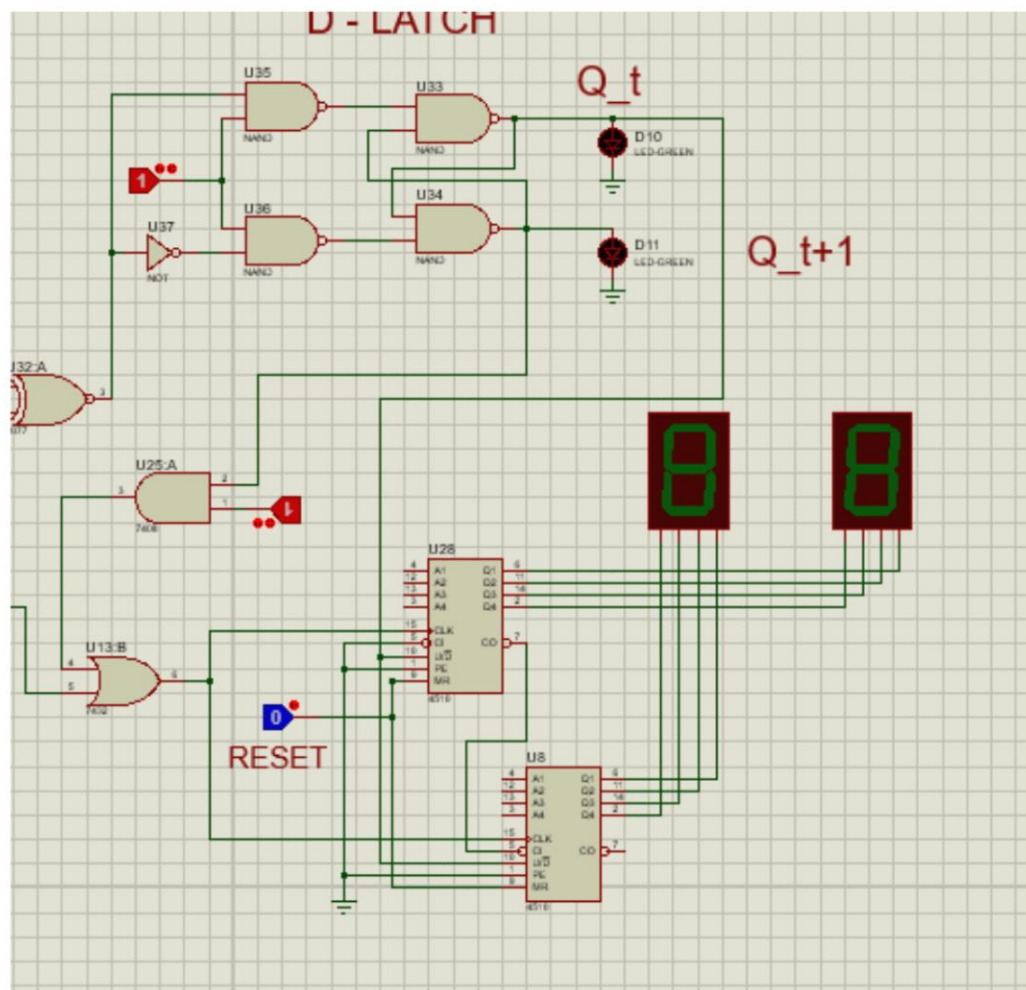 D - LATCH
U35
NAND
U33
NAND
Q_t
D10
LED-GREEN
1
U36
NAND
U34
NAND
U37
NOT
D11
LED-GREEN
Q_t+1
U32:A
3
U25:A
3
2
1
1
U28
4 A1 Q1 6
12 A2 Q2 11
13 A3 Q3 14
3 A4 Q4 2
15 CLK
5 CI CO 7
10 U/D
1 PE
9 MR
4510
U13:B
4
5
6
7432
0
RESET
U8
4 A1 Q1 6
12 A2 Q2 11
13 A3 Q3 14
3 A4 Q4 2
15 CLK
5 CI CO 7
10 U/D
1 PE
9 MR
4510